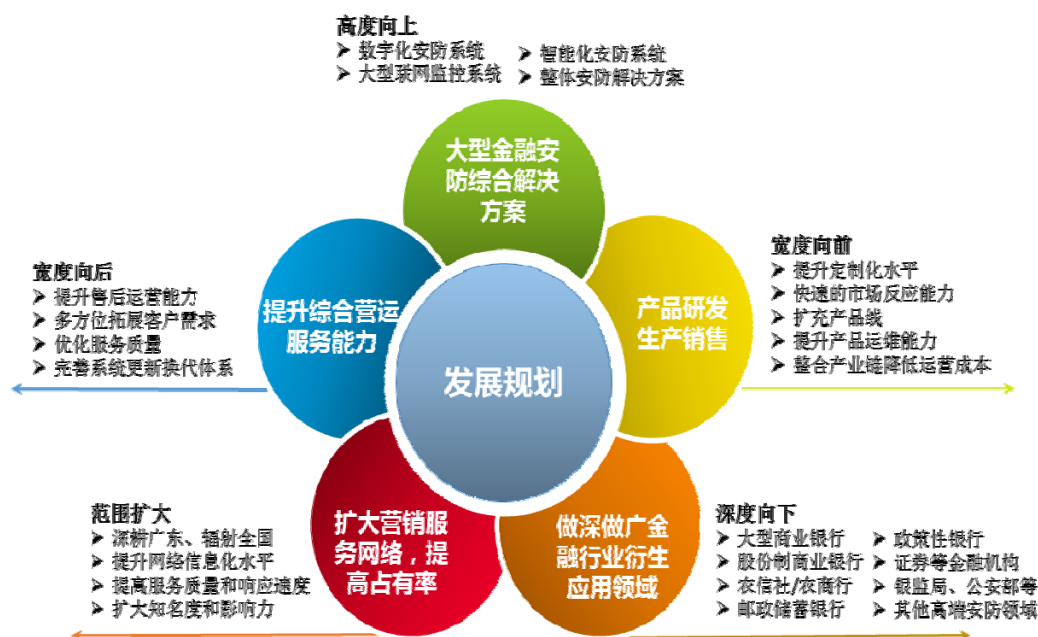 高度向上
➢ 数字化安防系统 ➢ 智能化安防系统
➢ 大型联网监控系统 ➢ 整体安防解决方案
大型金融安
防综合解决
方案
宽度向后
➢ 提升售后运营能力
➢ 多方位拓展客户需求
➢ 优化服务质量
➢ 完善系统更新换代体系
提升综合营运
服务能力
产品研发
生产销售
宽度向前
➢ 提升定制化水平
➢ 快速的市场反应能力
➢ 扩充产品线
➢ 提升产品运维能力
➢ 整合产业链降低运营成本
发展规划
范围扩大
➢ 深耕广东、辐射全国
➢ 提升网络信息化水平
➢ 提高服务质量和响应速度
➢ 扩大知名度和影响力
扩大营销服
务网络，提
高占有率
做深做广金
融行业衍生
应用领域
深度向下
➢ 大型商业银行 ➢ 政策性银行
➢ 股份制商业银行 ➢ 证券等金融机构
➢ 农信社/农商行 ➢ 银监局、公安部等
➢ 邮政储蓄银行 ➢ 其他高端安防领域